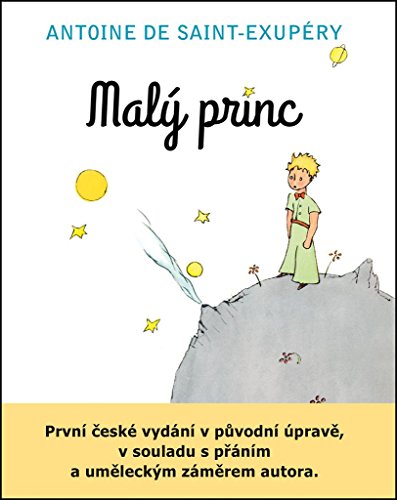 ANTOINE DE SAINT-EXUPÉRY
Malý princ
První české vydání v původní úpravě,
v souladu s přáním
a uměleckým záměrem autora.